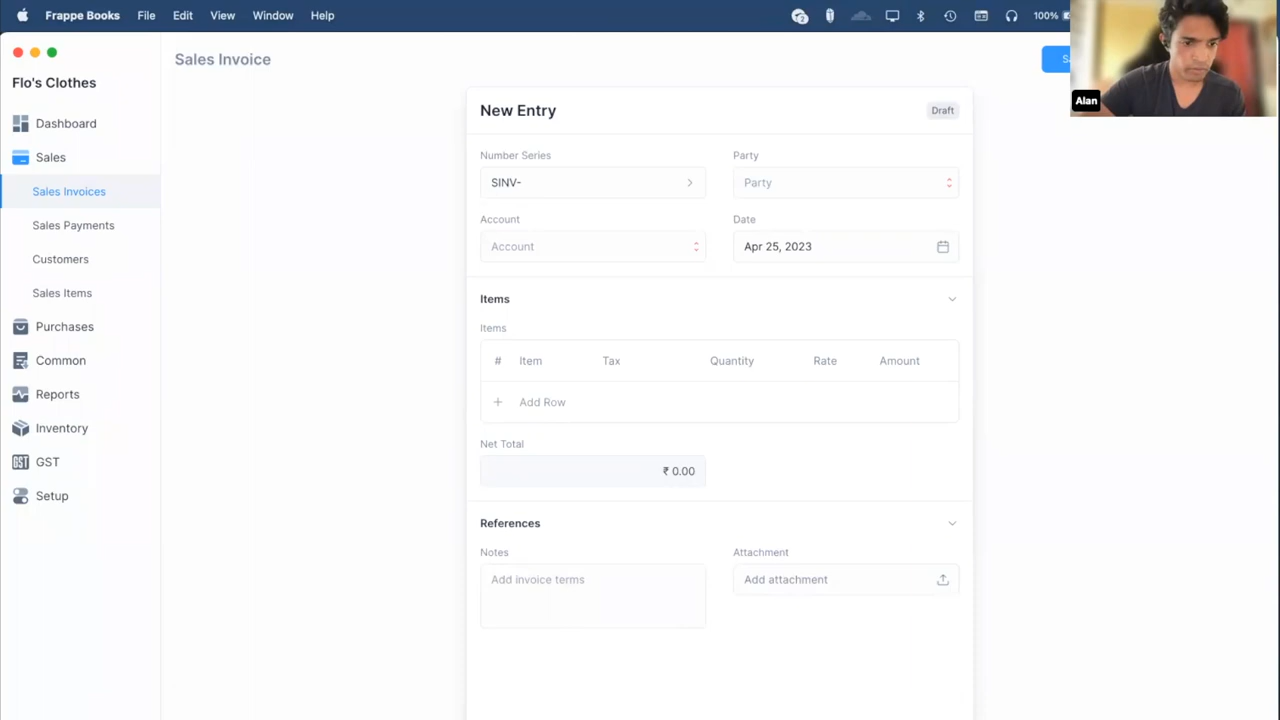 Frappe Books File Edit View Window Help 100%
Flo's Clothes
Dashboard
Sales
Sales Invoices
Sales Payments
Customers
Sales Items
Purchases
Common
Reports
Inventory
GST
GST
Setup
Sales Invoice
New Entry Draft
Number Series Party
SINV- Party
Account Date
Account Apr 25, 2023
Items
Items
# Item Tax Quantity Rate Amount
+ Add Row
Net Total
₹ 0.00
References
Notes Attachment
Add invoice terms Add attachment
Alan